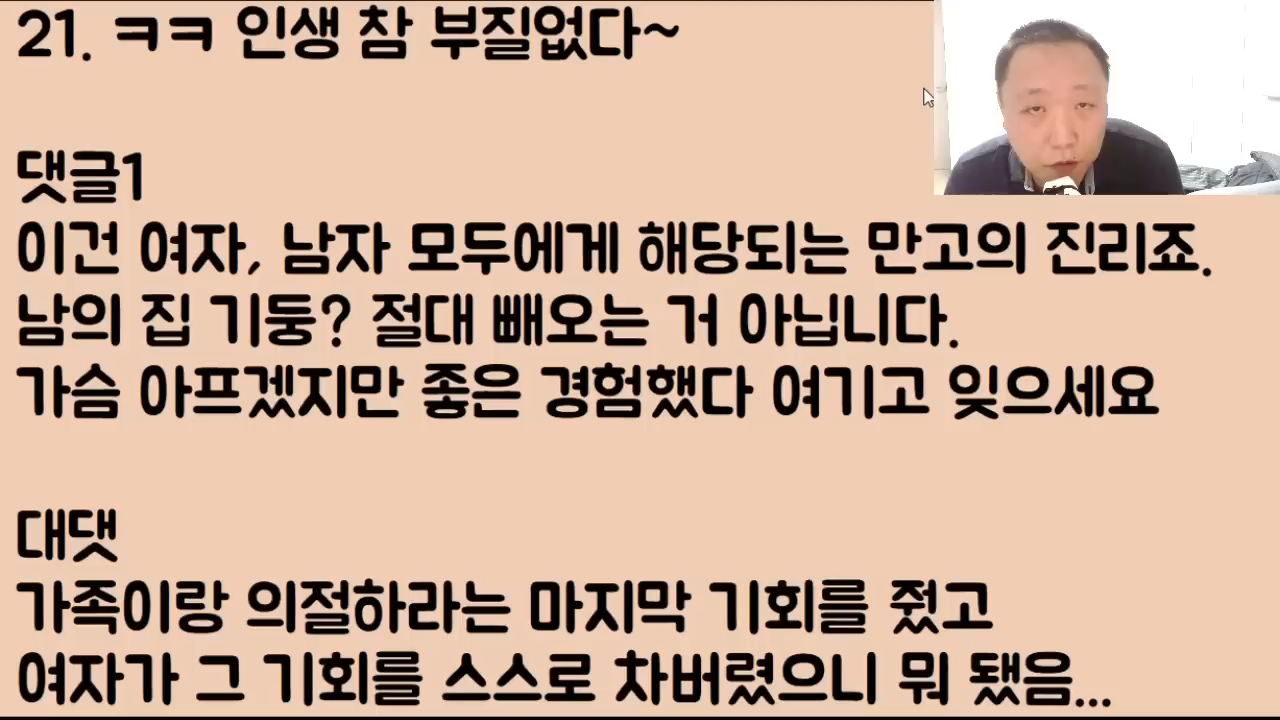 21. ㅋㅋ 인생 참 부질없다~
댓글1
이건 여자, 남자 모두에게 해당되는 만고의 진리죠.
남의 집 기둥? 절대 빼오는 거 아닙니다.
가슴 아프겠지만 좋은 경험했다 여기고 잊으세요
대댓
가족이랑 의절하라는 마지막 기회를 줬고
여자가 그 기회를 스스로 차버렸으니 뭐 됐음...